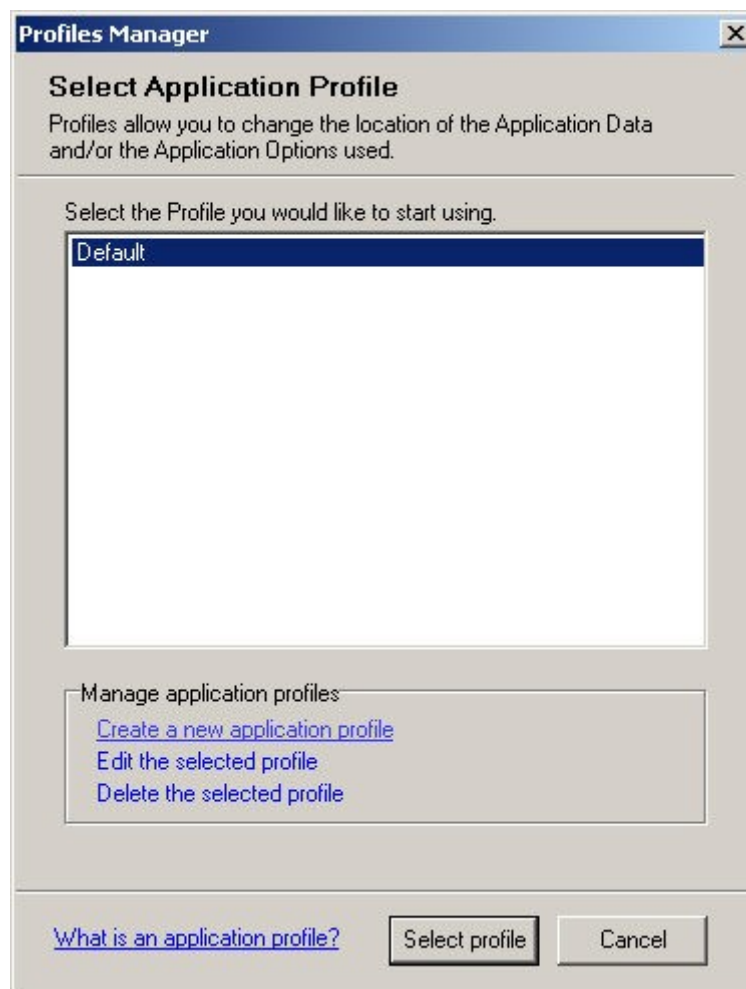 Profiles Manager
Select Application Profile
Profiles allow you to change the location of the Application Data
and/or the Application Options used.
Select the Profile you would like to start using.
Default
Manage application profiles
Create a new application profile
Edit the selected profile
Delete the selected profile
What is an application profile?
Select profile
Cancel